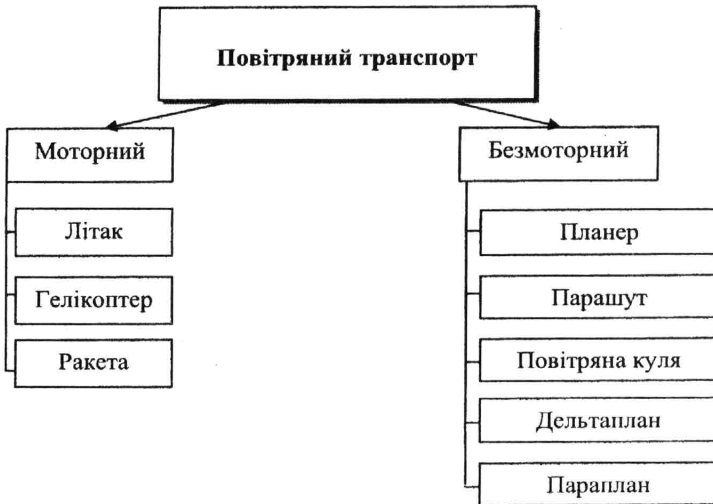 Повітряний транспорт
Моторний
Безмоторний
Літак
Гелікоптер
Ракета
Планер
Парашут
Повітряна куля
Дельтаплан
Параплан